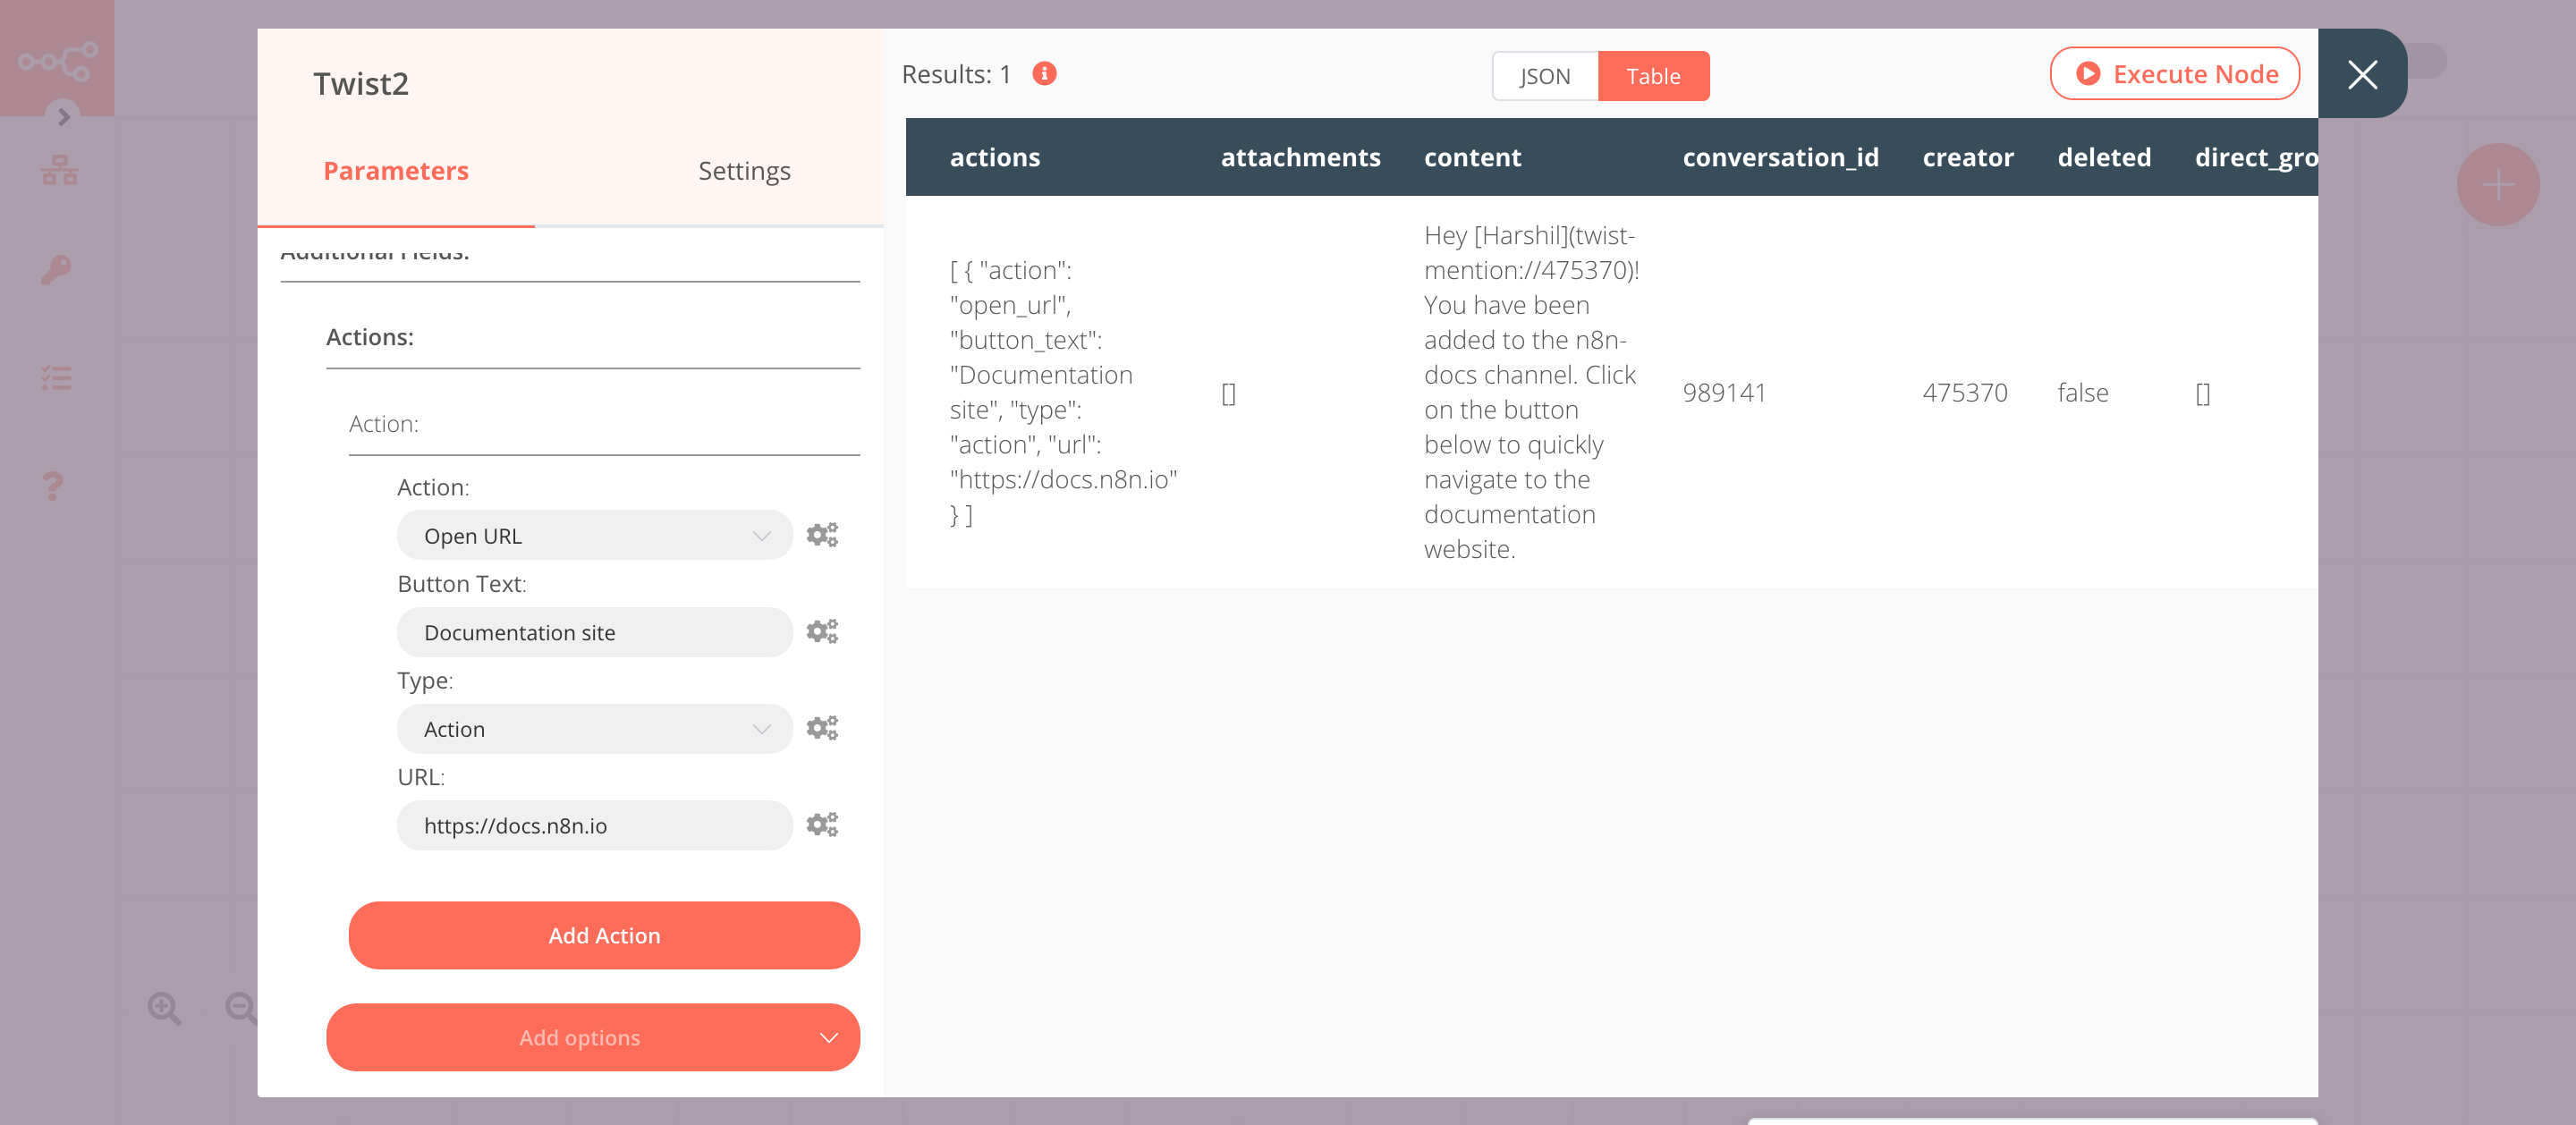 Twist2
Parameters
Settings
Additional Fields:
Actions:
Action:
Action:
Open URL
Button Text:
Documentation site
Type:
Action
URL:
https://docs.n8n.io
Add Action
Add options
Results: 1
JSON
Table
Execute Node
actions
attachments
content
conversation_id
creator
deleted
direct_gro
[ { "action":
"open_url",
"button_text":
"Documentation
site", "type":
"action", "url":
"https://docs.n8n.io"
} ]
[]
Hey [Harshil](twist-
mention://475370)!
You have been
added to the n8n-
docs channel. Click
on the button
below to quickly
navigate to the
documentation
website.
989141
475370
false
[]